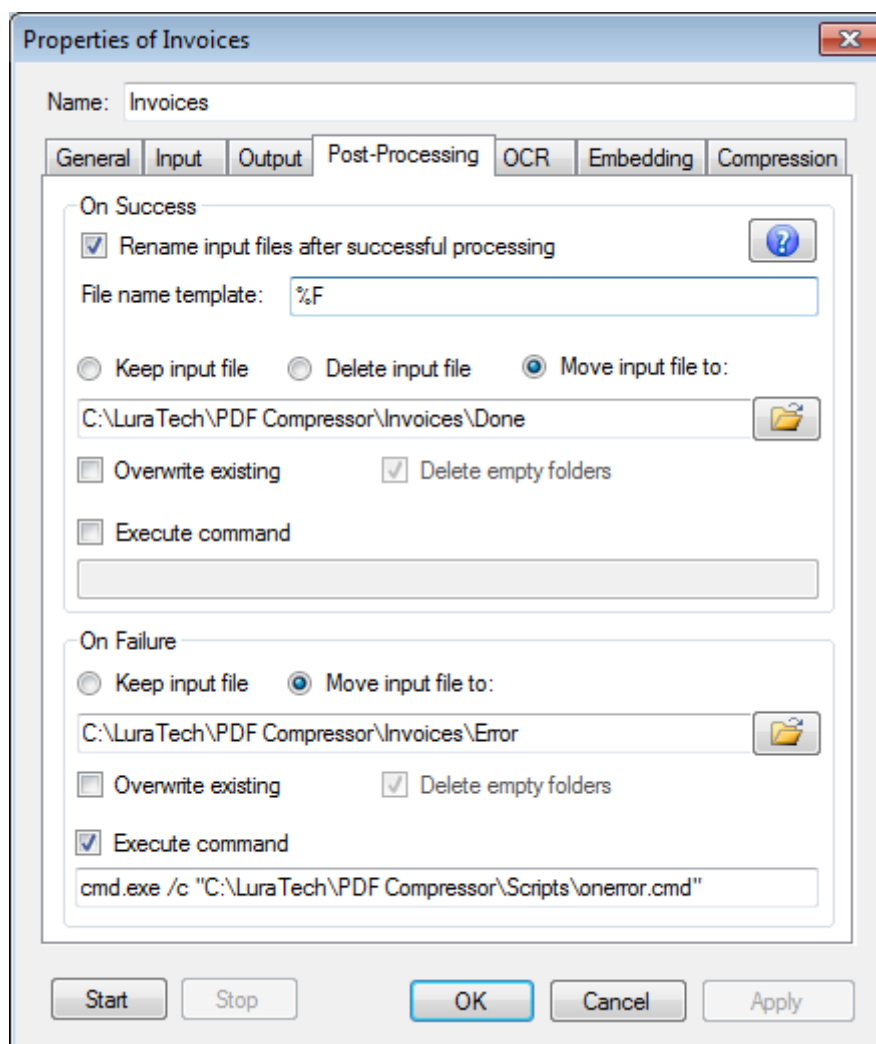 Properties of Invoices
Name: Invoices
General Input Output Post-Processing OCR Embedding Compression
On Success
Rename input files after successful processing
File name template: %F
Keep input file Delete input file Move input file to:
C:\LuraTech\PDF Compressor\Invoices\Done
Overwrite existing Delete empty folders
Execute command
On Failure
Keep input file Move input file to:
C:\LuraTech\PDF Compressor\Invoices\Error
Overwrite existing Delete empty folders
Execute command
cmd.exe /c "C:\LuraTech\PDF Compressor\Scripts\onerror.cmd"
Start Stop OK Cancel Apply